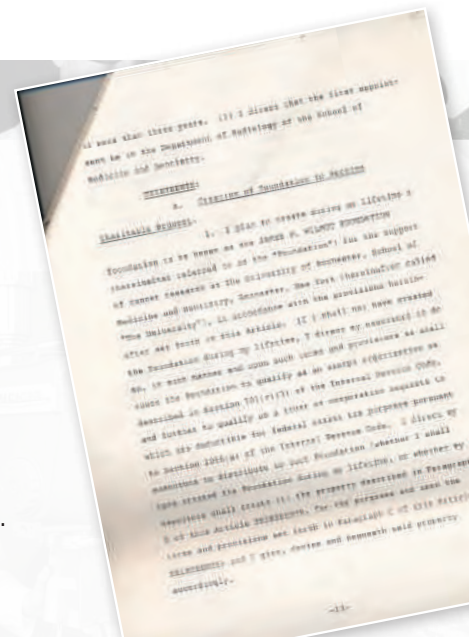 of more than three years. (3) I direct that the first appoint-
ment be in the Department of Radiology of the School of
Medicine and Dentistry.
THIRTEENTH:
A. Creation of Foundation to Receive
Charitable Bequest.
1. I plan to create during my lifetime a
foundation to be known as the JAMES P. WILMOT FOUNDATION
(hereinafter referred to as the "Foundation") for the support
of cancer research at the University of Rochester, School of
Medicine and Dentistry, Rochester, New York (hereinafter called
"the University"), in accordance with the provisions herein-
after set forth in this Article. If I shall not have created
the Foundation during my lifetime, I direct my executors to do
so, in such manner and upon such terms and provisions as shall
cause the Foundation to qualify as an exempt organization as
described in Section 501(c)(3) of the Internal Revenue Code,
and further to qualify as a trust or corporation bequests to
which are deductible for federal estate tax purposes pursuant
to Section 2055(a) of the Internal Revenue Code. I direct my
executors to distribute to such Foundation (whether I shall
have created the Foundation during my lifetime, or whether my
executors shall create it) the property described in Paragraph
B of this Article THIRTEENTH, for the purposes and upon the
terms and provisions set forth in Paragraph C of this Article
THIRTEENTH; and I give, devise and bequeath said property
accordingly.
.